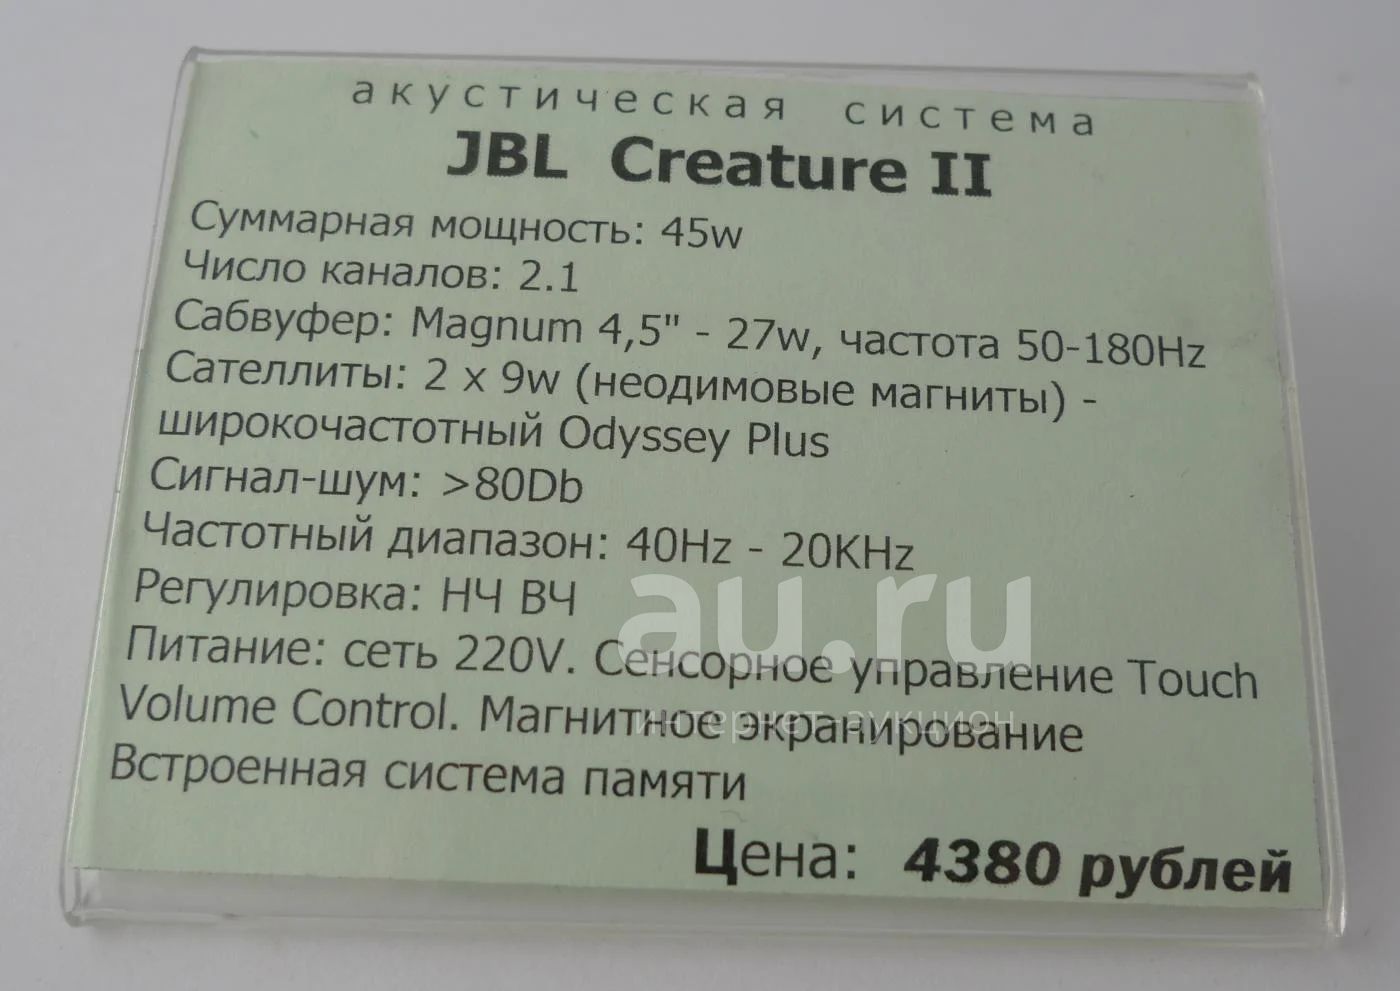 акустическая система
JBL Creature II
Суммарная мощность: 45w
Число каналов: 2.1
Сабвуфер: Magnum 4,5" - 27w, частота 50-180Hz
Сателлиты: 2 x 9w (неодимовые магниты) -
широкочастотный Odyssey Plus
Сигнал-шум: >80Db
Частотный диапазон: 40Hz - 20KHz
Регулировка: НЧ ВЧ
au.ru
Питание: сеть 220V. Сенсорное управление Touch
Volume Control. Магнитное экранирование
интернет-аукцион
Встроенная система памяти
Цена: 4380 рублей